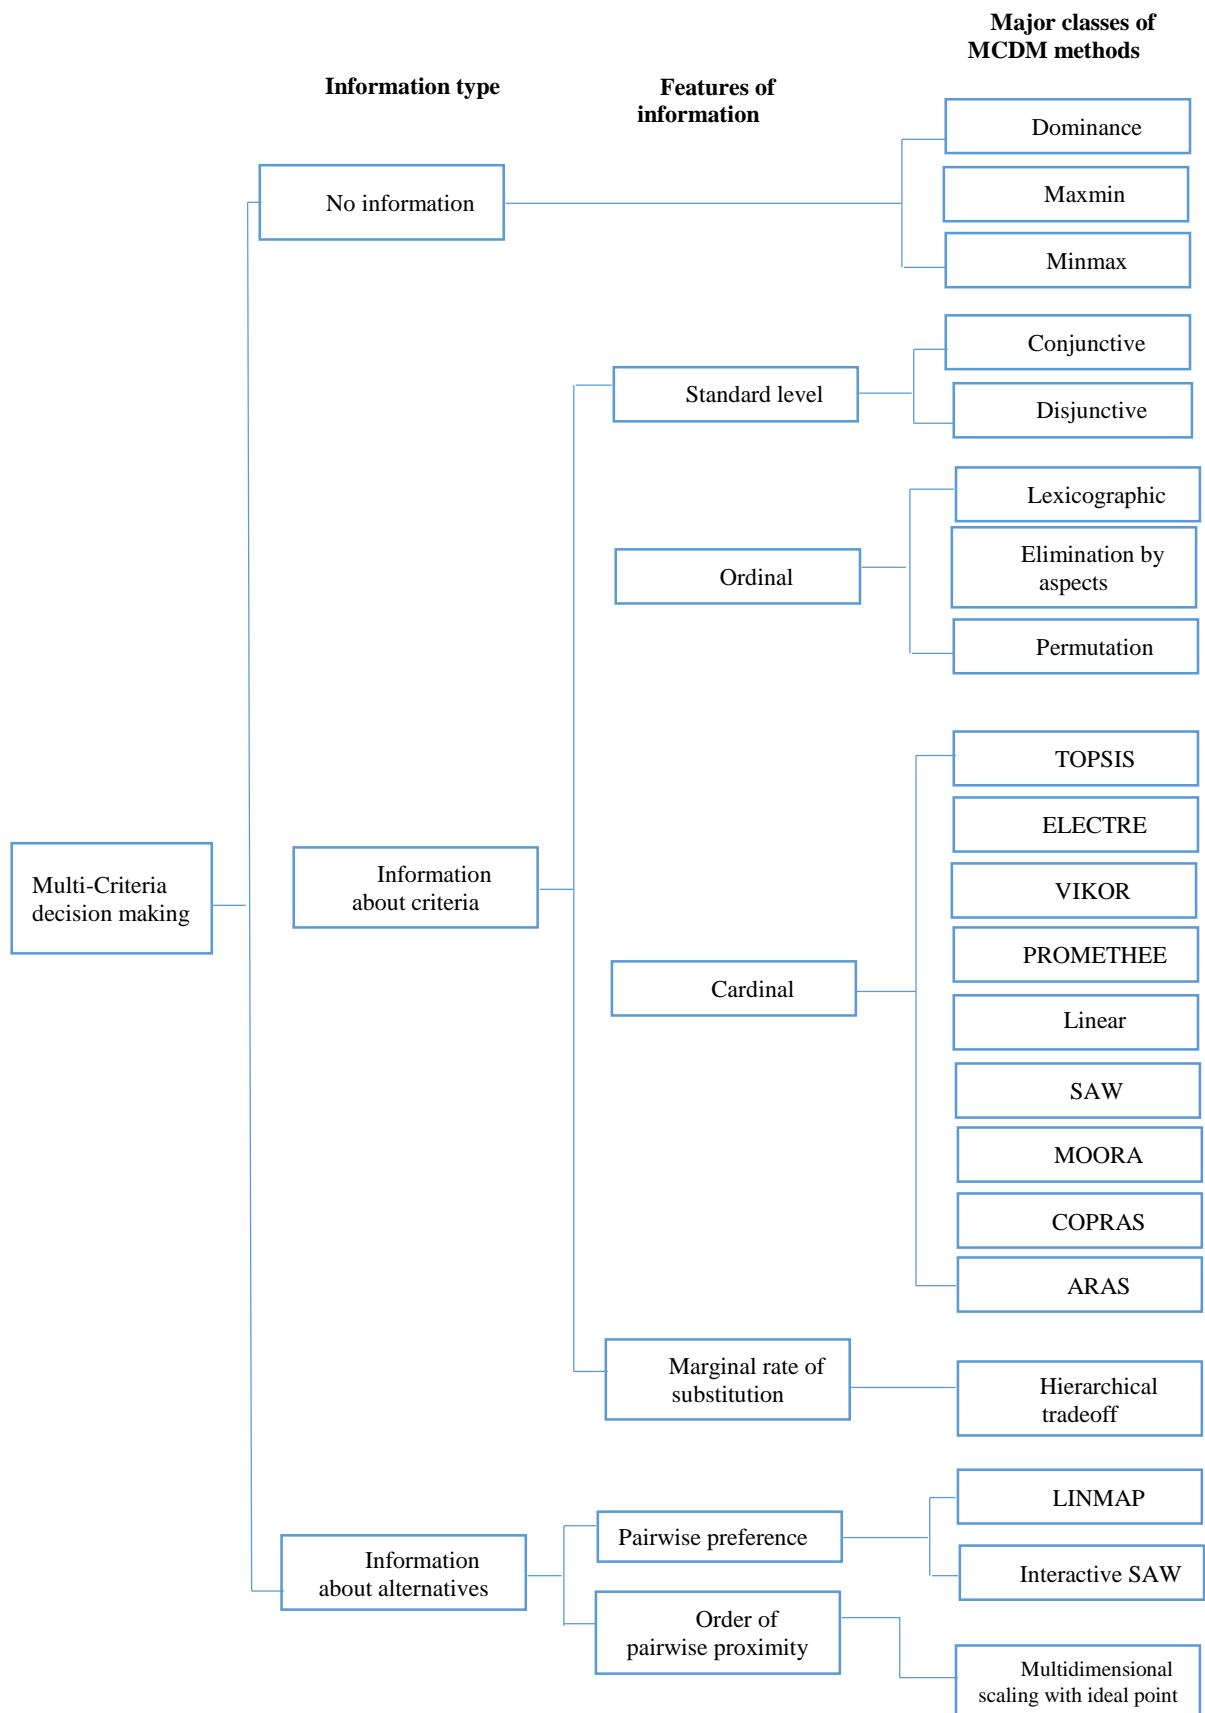 Major classes of
MCDM methods
Information type
Features of
information
Dominance
No information
Maxmin
Minmax
Conjunctive
Standard level
Disjunctive
Lexicographic
Elimination by
aspects
Ordinal
Permutation
TOPSIS
ELECTRE
Multi-Criteria
decision making
Information
about criteria
VIKOR
PROMETHEE
Cardinal
Linear
SAW
MOORA
COPRAS
ARAS
Marginal rate of
substitution
Hierarchical
tradeoff
LINMAP
Pairwise preference
Information
about alternatives
Interactive SAW
Order of
pairwise proximity
Multidimensional
scaling with ideal point